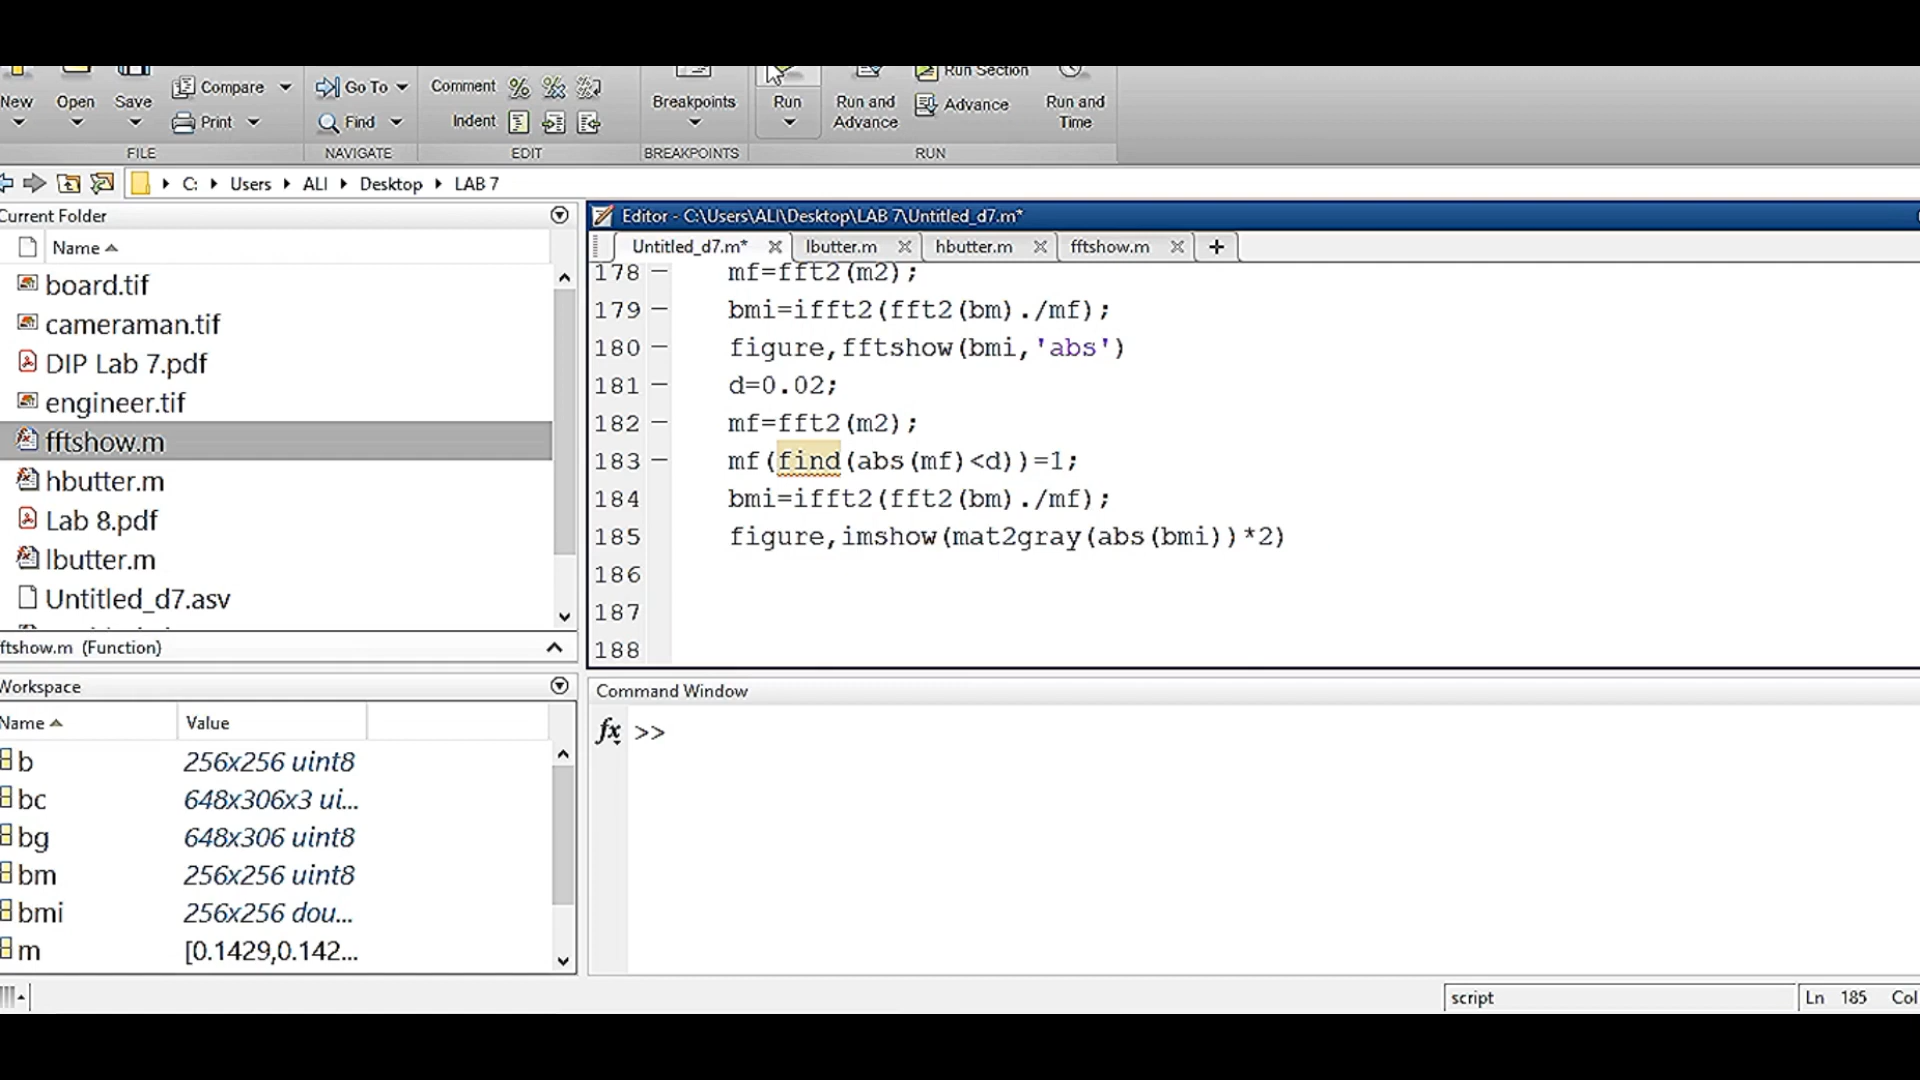 New Open Save Compare Go To Comment Breakpoints Run Run and Advance Run Section Run and Time
Print Find Indent Advance
FILE NAVIGATE EDIT BREAKPOINTS RUN
C: Users ALI Desktop LAB 7
Current Folder
Name
board.tif
cameraman.tif
DIP Lab 7.pdf
engineer.tif
fftshow.m
hbutter.m
Lab 8.pdf
lbutter.m
Untitled_d7.asv
ftshow.m (Function)
Workspace
Name Value
b 256x256 uint8
bc 648x306x3 ui...
bg 648x306 uint8
bm 256x256 uint8
bmi 256x256 dou...
m [0.1429,0.142...
Editor - C:\Users\ALI\Desktop\LAB 7\Untitled_d7.m*
Untitled_d7.m* lbutter.m hbutter.m fftshow.m
178 mf=fft2(m2);
179 bmi=ifft2(fft2(bm)./mf);
180 figure,fftshow(bmi,'abs')
181 d=0.02;
182 mf=fft2(m2);
183 mf(find(abs(mf)<d))=1;
184 bmi=ifft2(fft2(bm)./mf);
185 figure,imshow(mat2gray(abs(bmi))*2)
186
187
188
Command Window
fx >>
script Ln 185 Col